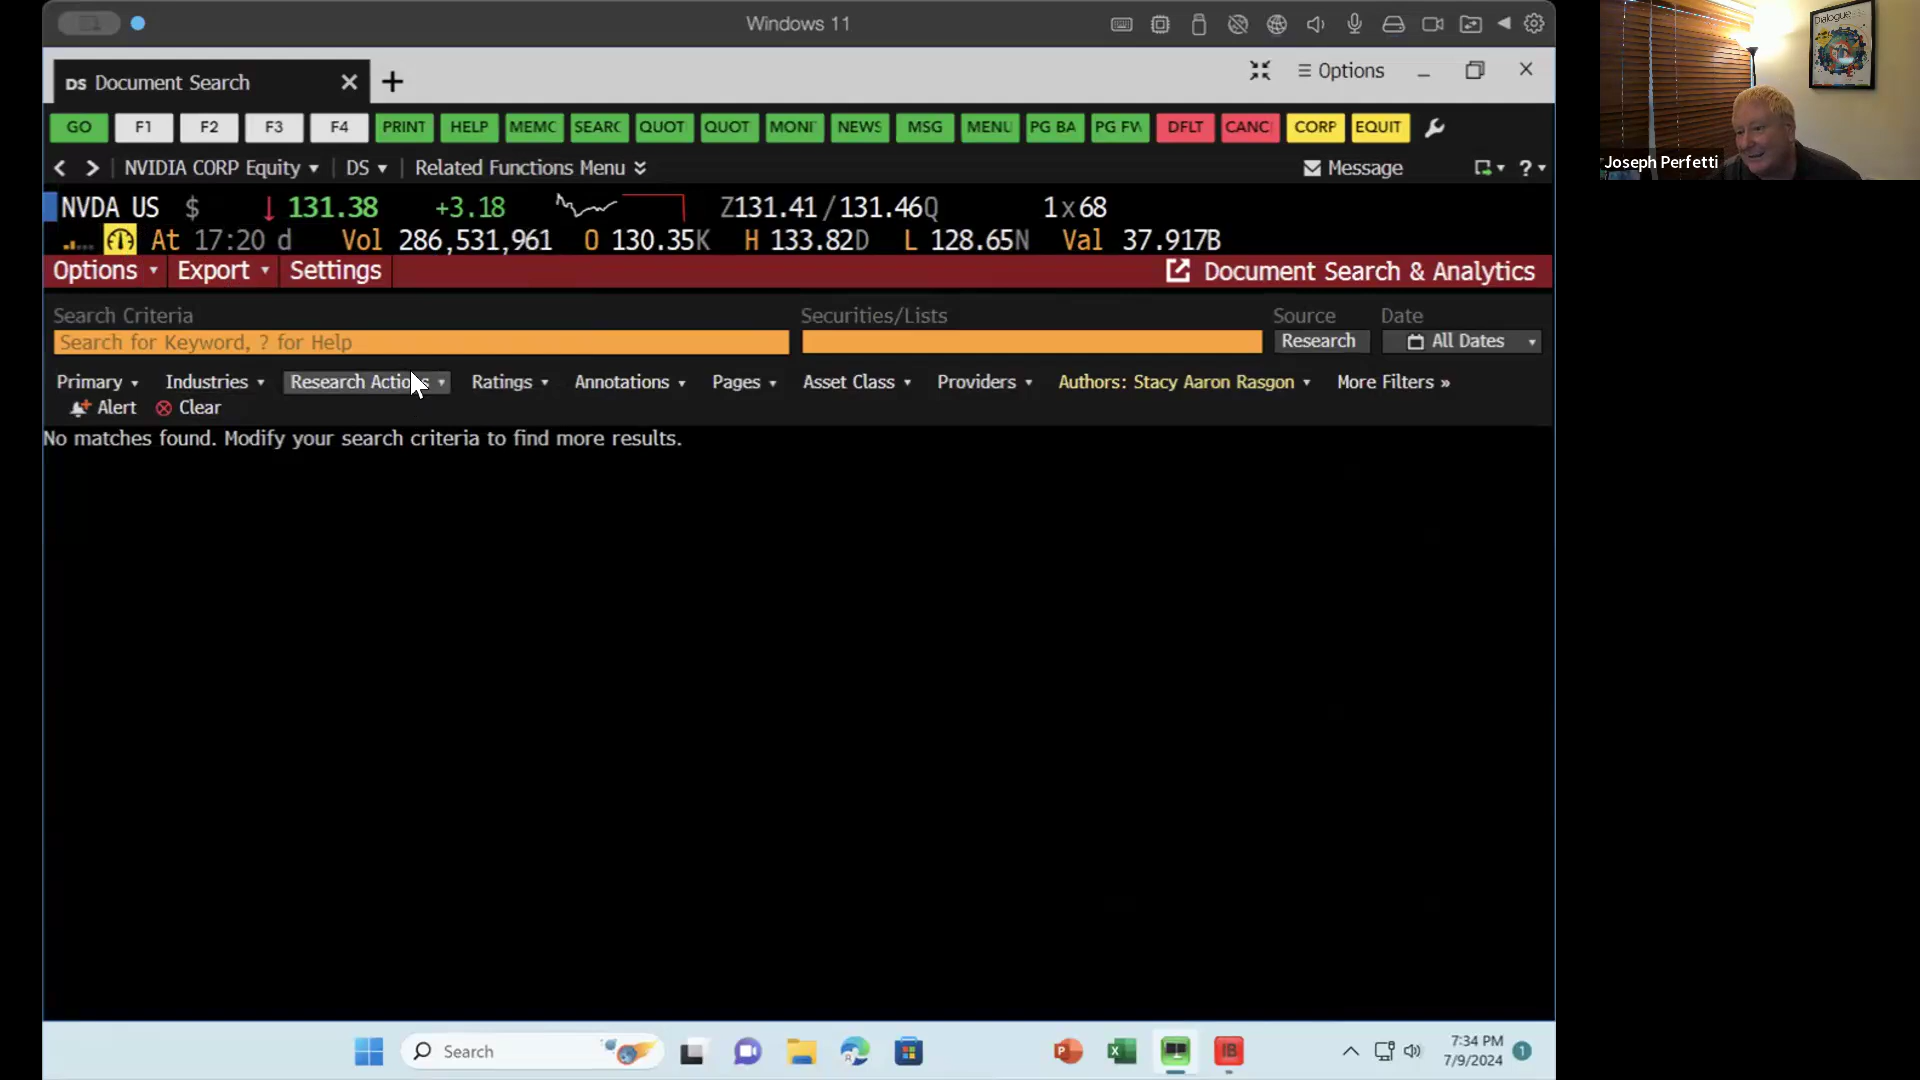 Windows 11
DS Document Search
Options
GO F1 F2 F3 F4 PRINT HELP MEMC SEARC QUOT QUOT MONI NEWS MSG MENU PG BA PG FW DFLT CANC CORP EQUIT
NVIDIA CORP Equity DS Related Functions Menu Message ?
NVDA US $ ↓ 131.38 +3.18 Z131.41 / 131.46Q 1 x 68
At 17:20 d Vol 286,531,961 O 130.35K H 133.82D L 128.65N Val 37.917B
Options Export Settings Document Search & Analytics
Search Criteria Securities/Lists Source Date
Search for Keyword, ? for Help Research All Dates
Primary Industries Research Actions Ratings Annotations Pages Asset Class Providers Authors: Stacy Aaron Rasgon More Filters »
Alert Clear
No matches found. Modify your search criteria to find more results.
Search
IB
7:34 PM
7/9/2024
1
Dialogue
Joseph Perfetti